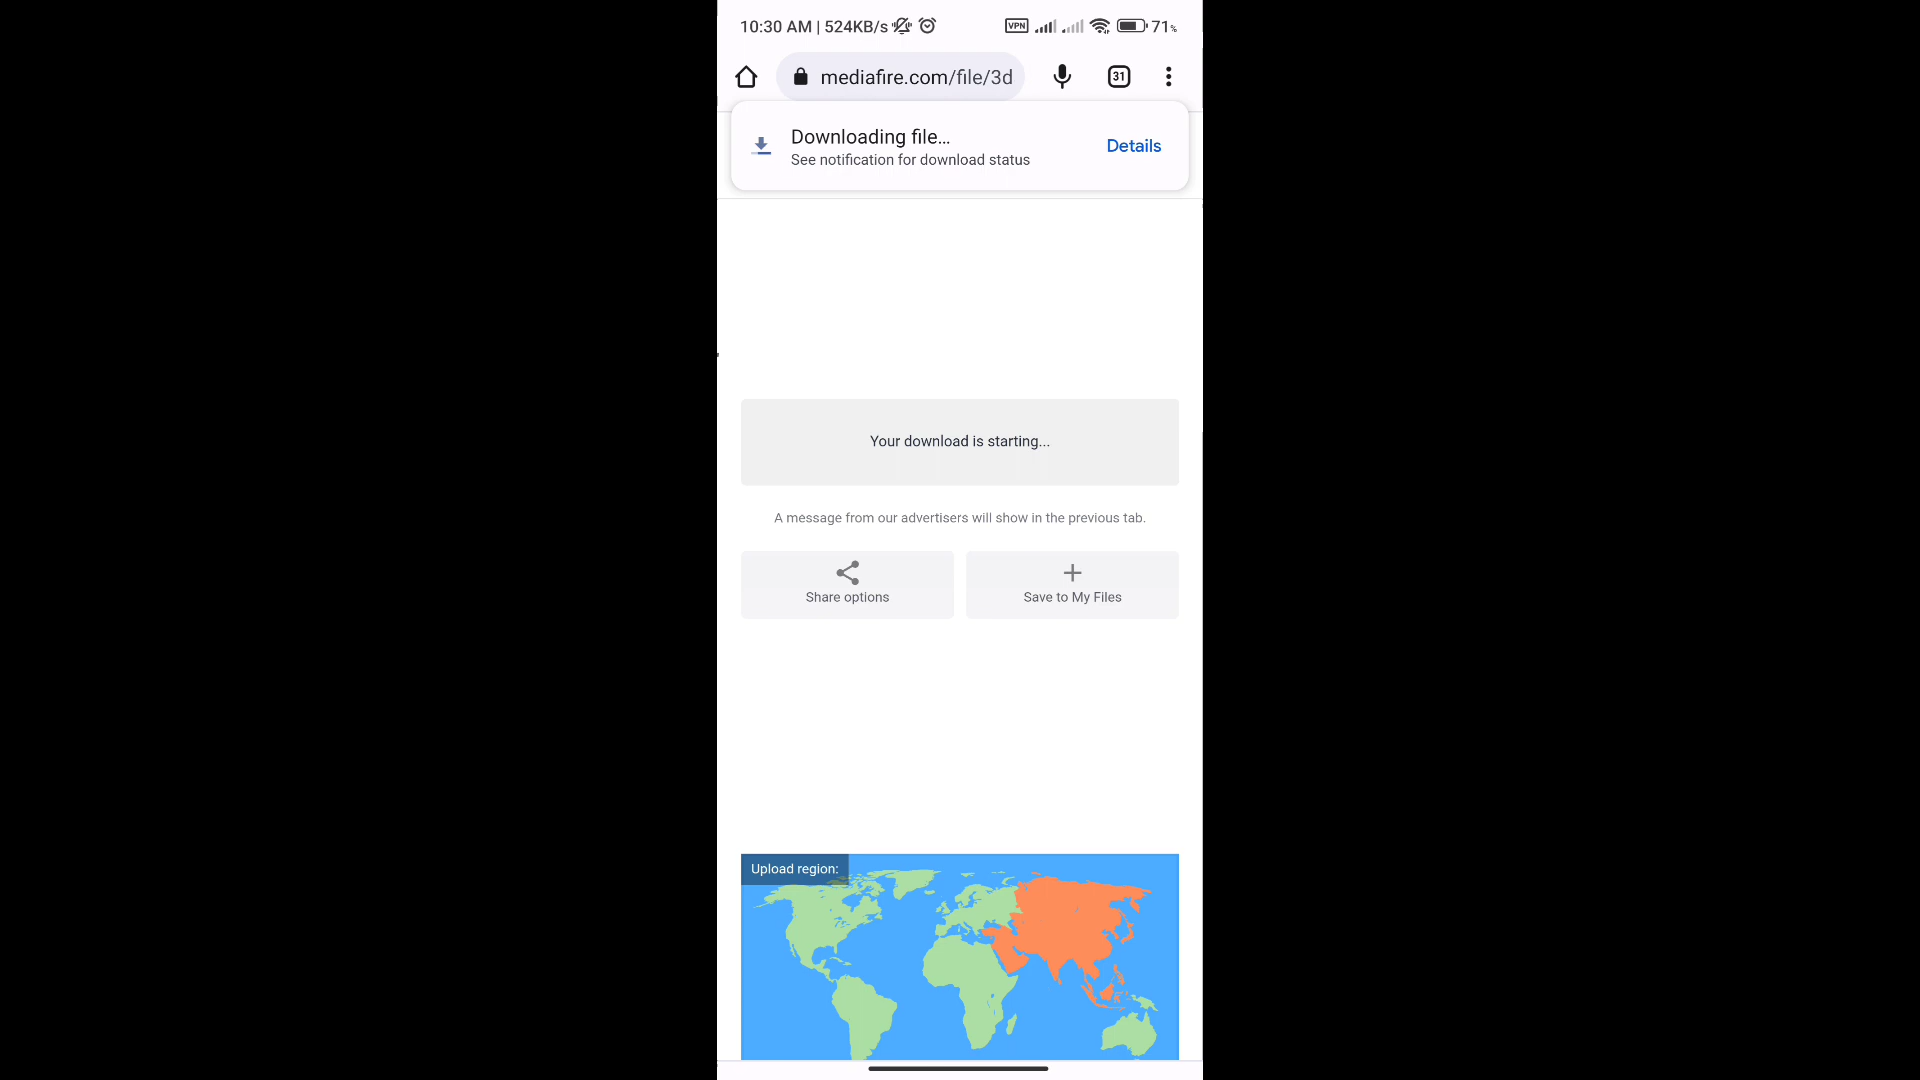 10:30 AM | 524KB/s VPN 71%
mediafire.com/file/3d 31
Downloading file...
See notification for download status
Details
Your download is starting...
A message from our advertisers will show in the previous tab.
Share options
Save to My Files
Upload region: